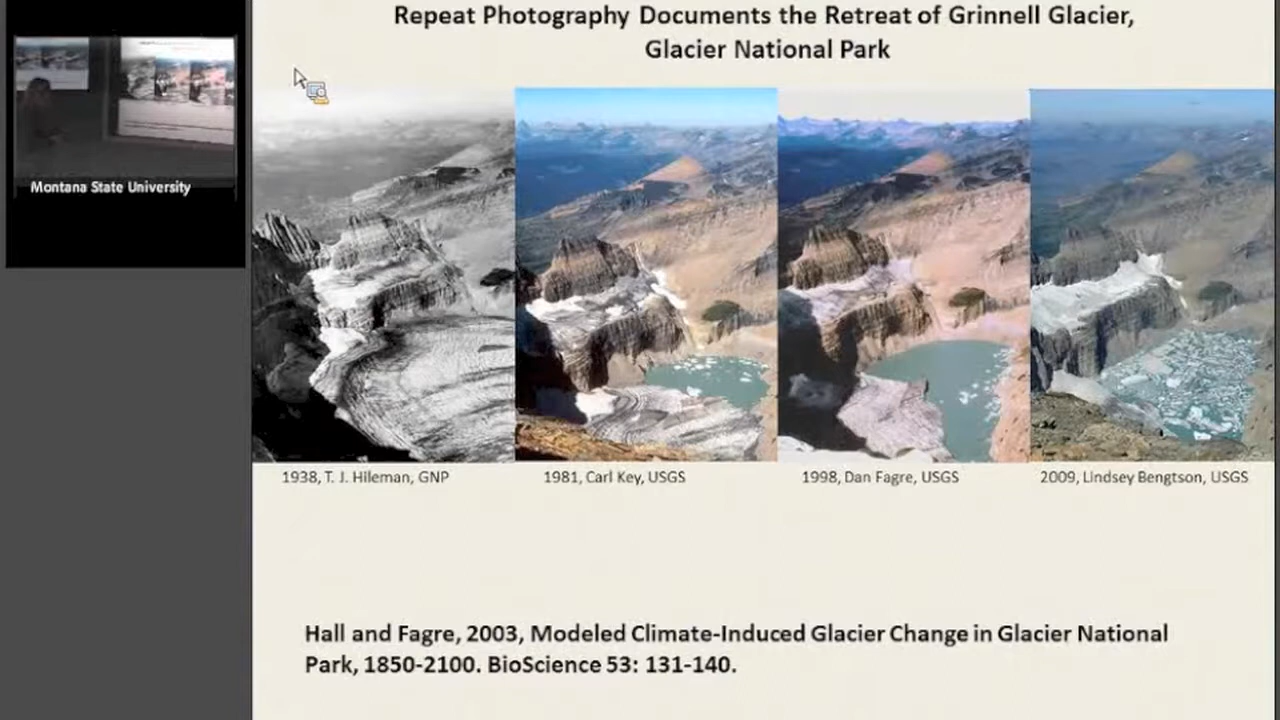 Repeat Photography Documents the Retreat of Grinnell Glacier,
Glacier National Park
Montana State University
1938, T. J. Hileman, GNP
1981, Carl Key, USGS
1998, Dan Fagre, USGS
2009, Lindsey Bengtson, USGS
Hall and Fagre, 2003, Modeled Climate-Induced Glacier Change in Glacier National
Park, 1850-2100. BioScience 53: 131-140.